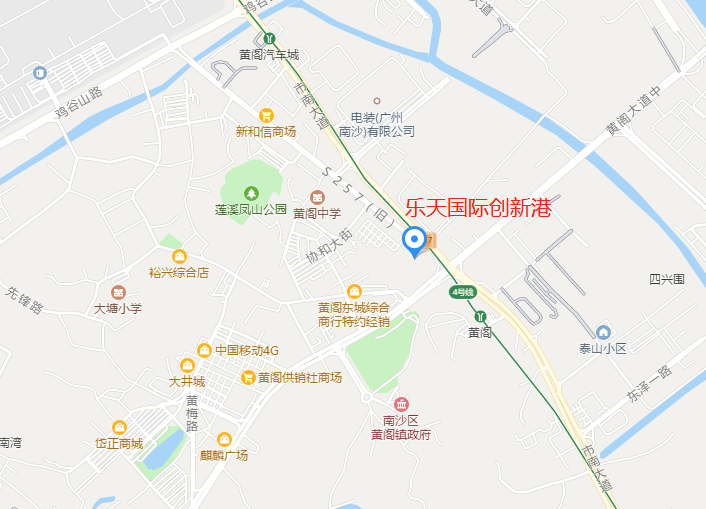 鸡谷山路
大道
黄阁汽车城
市南大道
鸡谷山路
电装(广州
南沙)有限公司
黄阁大道中
新和信商场
S257(旧)
莲溪凤山公园
黄阁中学
乐天国际创新港
协和大街
裕兴综合店
四兴围
先锋路
大塘小学
4号线
黄阁东城综合
商行特约经销
黄阁
泰山小区
中国移动4G
大井城
黄阁供销社商场
东泽一路
黄梅路
南沙区
黄阁镇政府
岱正商城
南湾
麒麟广场
市南大道